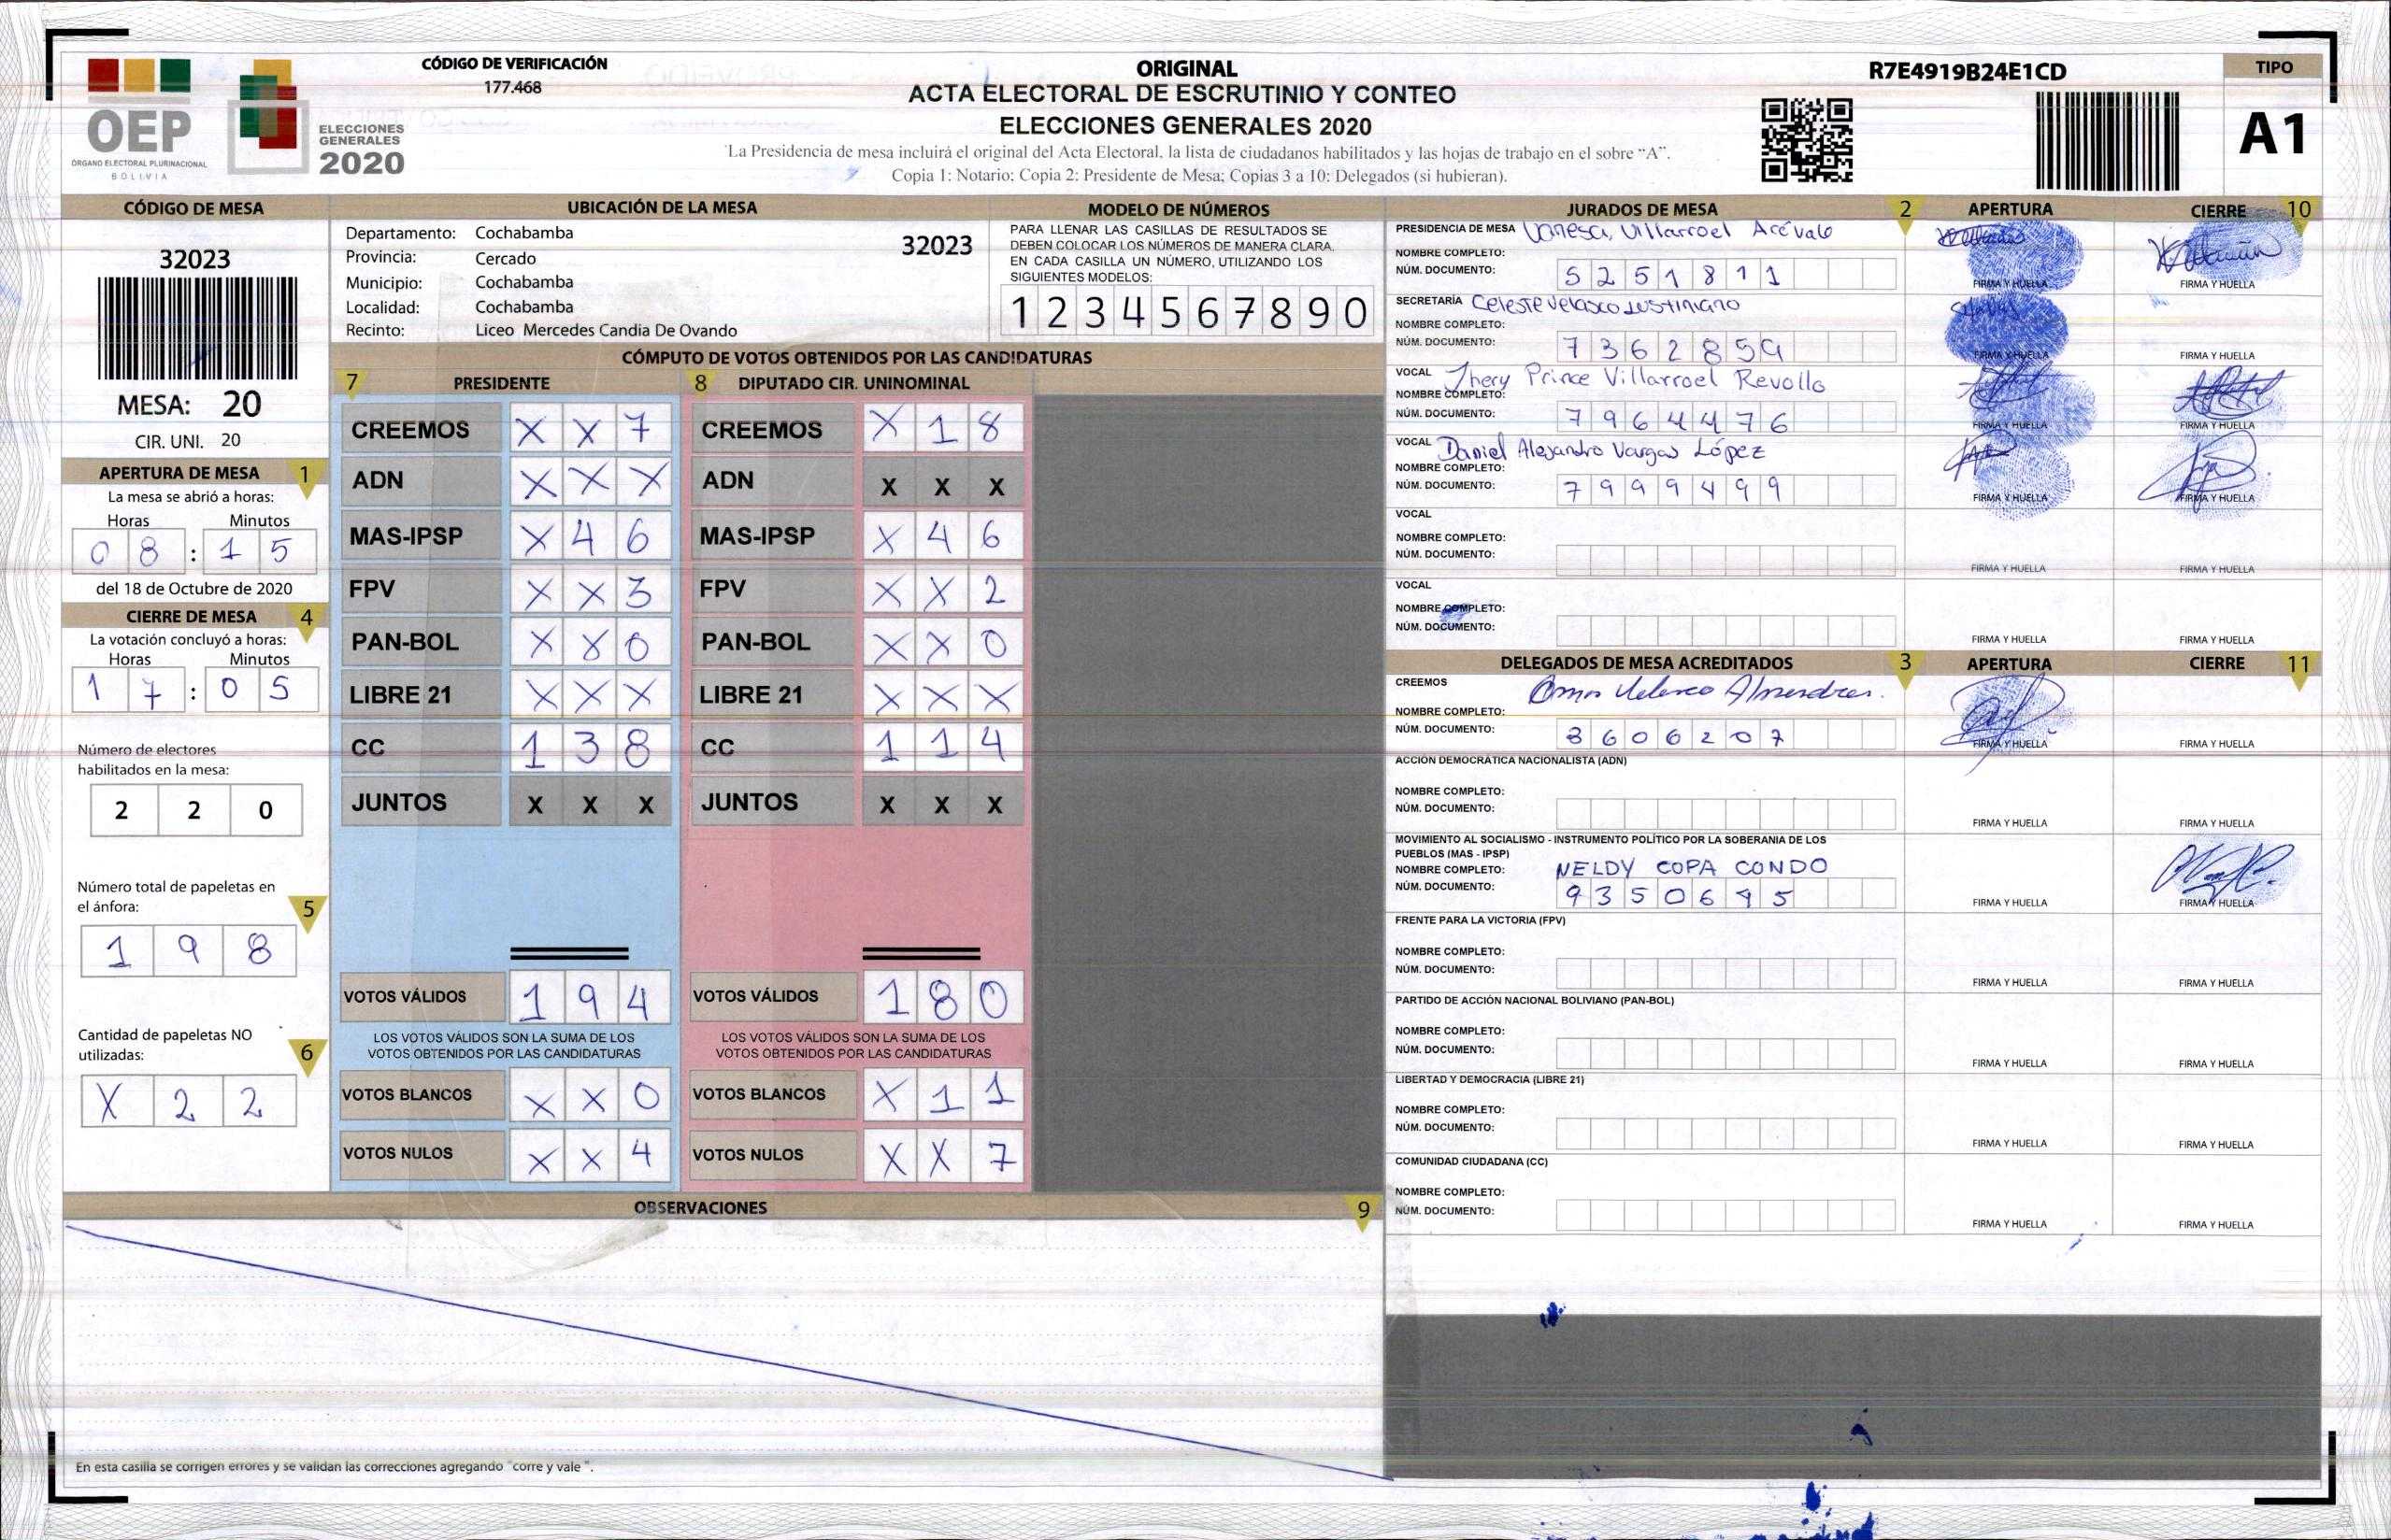 CÓDIGO DE VERIFICACIÓN
177.468
OEP
ÓRGANO ELECTORAL PLURINACIONAL
BOLIVIA
ELECCIONES
GENERALES
2020
ORIGINAL
ACTA ELECTORAL DE ESCRUTINIO Y CONTEO
ELECCIONES GENERALES 2020
La Presidencia de mesa incluirá el original del Acta Electoral, la lista de ciudadanos habilitados y las hojas de trabajo en el sobre “A”.
Copia 1: Notario; Copia 2: Presidente de Mesa; Copias 3 a 10: Delegados (si hubieran).
R7E4919B24E1CD
TIPO
A1
CÓDIGO DE MESA
32023
MESA: 20
CIR. UNI. 20
APERTURA DE MESA 1
La mesa se abrió a horas:
Horas Minutos
0 8 : 1 5
del 18 de Octubre de 2020
CIERRE DE MESA 4
La votación concluyó a horas:
Horas Minutos
1 7 : 0 5
Número de electores
habilitados en la mesa:
2 2 0
Número total de papeletas en
el ánfora: 5
1 9 8
Cantidad de papeletas NO
utilizadas: 6
X 2 2
UBICACIÓN DE LA MESA
Departamento: Cochabamba 32023
Provincia: Cercado
Municipio: Cochabamba
Localidad: Cochabamba
Recinto: Liceo Mercedes Candia De Ovando
MODELO DE NÚMEROS
PARA LLENAR LAS CASILLAS DE RESULTADOS SE
DEBEN COLOCAR LOS NÚMEROS DE MANERA CLARA,
EN CADA CASILLA UN NÚMERO, UTILIZANDO LOS
SIGUIENTES MODELOS:
1 2 3 4 5 6 7 8 9 0
CÓMPUTO DE VOTOS OBTENIDOS POR LAS CANDIDATURAS
7 PRESIDENTE 8 DIPUTADO CIR. UNINOMINAL
CREEMOS X X 7 CREEMOS X 1 8
ADN X X X ADN X X X
MAS-IPSP X 4 6 MAS-IPSP X 4 6
FPV X X 3 FPV X X 2
PAN-BOL X X 0 PAN-BOL X X 0
LIBRE 21 X X X LIBRE 21 X X X
CC 1 3 8 CC 1 1 4
JUNTOS X X X JUNTOS X X X
VOTOS VÁLIDOS 1 9 4 VOTOS VÁLIDOS 1 8 0
LOS VOTOS VÁLIDOS SON LA SUMA DE LOS LOS VOTOS VÁLIDOS SON LA SUMA DE LOS
VOTOS OBTENIDOS POR LAS CANDIDATURAS VOTOS OBTENIDOS POR LAS CANDIDATURAS
VOTOS BLANCOS X X 0 VOTOS BLANCOS X 1 1
VOTOS NULOS X X 4 VOTOS NULOS X X 7
OBSERVACIONES 9
En esta casilla se corrigen errores y se validan las correcciones agregando "corre y vale ".
JURADOS DE MESA 2 APERTURA CIERRE 10
PRESIDENCIA DE MESA Vanesa, Villarroel Arévalo
NOMBRE COMPLETO:
NÚM. DOCUMENTO: 5 2 5 1 8 1 1
FIRMA Y HUELLA FIRMA Y HUELLA
SECRETARÍA Celeste Velasco Justiniano
NOMBRE COMPLETO:
NÚM. DOCUMENTO: 7 3 6 2 8 5 9
FIRMA Y HUELLA FIRMA Y HUELLA
VOCAL Jhery Prince Villarroel Revollo
NOMBRE COMPLETO:
NÚM. DOCUMENTO: 7 9 6 4 4 7 6
FIRMA Y HUELLA FIRMA Y HUELLA
VOCAL Daniel Alejandro Vargas López
NOMBRE COMPLETO:
NÚM. DOCUMENTO: 7 9 9 9 4 9 9
FIRMA Y HUELLA FIRMA Y HUELLA
VOCAL
NOMBRE COMPLETO:
NÚM. DOCUMENTO:
FIRMA Y HUELLA FIRMA Y HUELLA
VOCAL
NOMBRE COMPLETO:
NÚM. DOCUMENTO:
FIRMA Y HUELLA FIRMA Y HUELLA
DELEGADOS DE MESA ACREDITADOS 3 APERTURA CIERRE 11
CREEMOS
NOMBRE COMPLETO:
NÚM. DOCUMENTO: 3 6 0 6 2 0 7
FIRMA Y HUELLA FIRMA Y HUELLA
ACCIÓN DEMOCRÁTICA NACIONALISTA (ADN)
NOMBRE COMPLETO:
NÚM. DOCUMENTO:
FIRMA Y HUELLA FIRMA Y HUELLA
MOVIMIENTO AL SOCIALISMO - INSTRUMENTO POLÍTICO POR LA SOBERANIA DE LOS
PUEBLOS (MAS - IPSP)
NOMBRE COMPLETO: NELDY COPA CONDO
NÚM. DOCUMENTO: 9 3 5 0 6 4 5
FIRMA Y HUELLA FIRMA Y HUELLA
FRENTE PARA LA VICTORIA (FPV)
NOMBRE COMPLETO:
NÚM. DOCUMENTO:
FIRMA Y HUELLA FIRMA Y HUELLA
PARTIDO DE ACCIÓN NACIONAL BOLIVIANO (PAN-BOL)
NOMBRE COMPLETO:
NÚM. DOCUMENTO:
FIRMA Y HUELLA FIRMA Y HUELLA
LIBERTAD Y DEMOCRACIA (LIBRE 21)
NOMBRE COMPLETO:
NÚM. DOCUMENTO:
FIRMA Y HUELLA FIRMA Y HUELLA
COMUNIDAD CIUDADANA (CC)
NOMBRE COMPLETO:
NÚM. DOCUMENTO:
FIRMA Y HUELLA FIRMA Y HUELLA